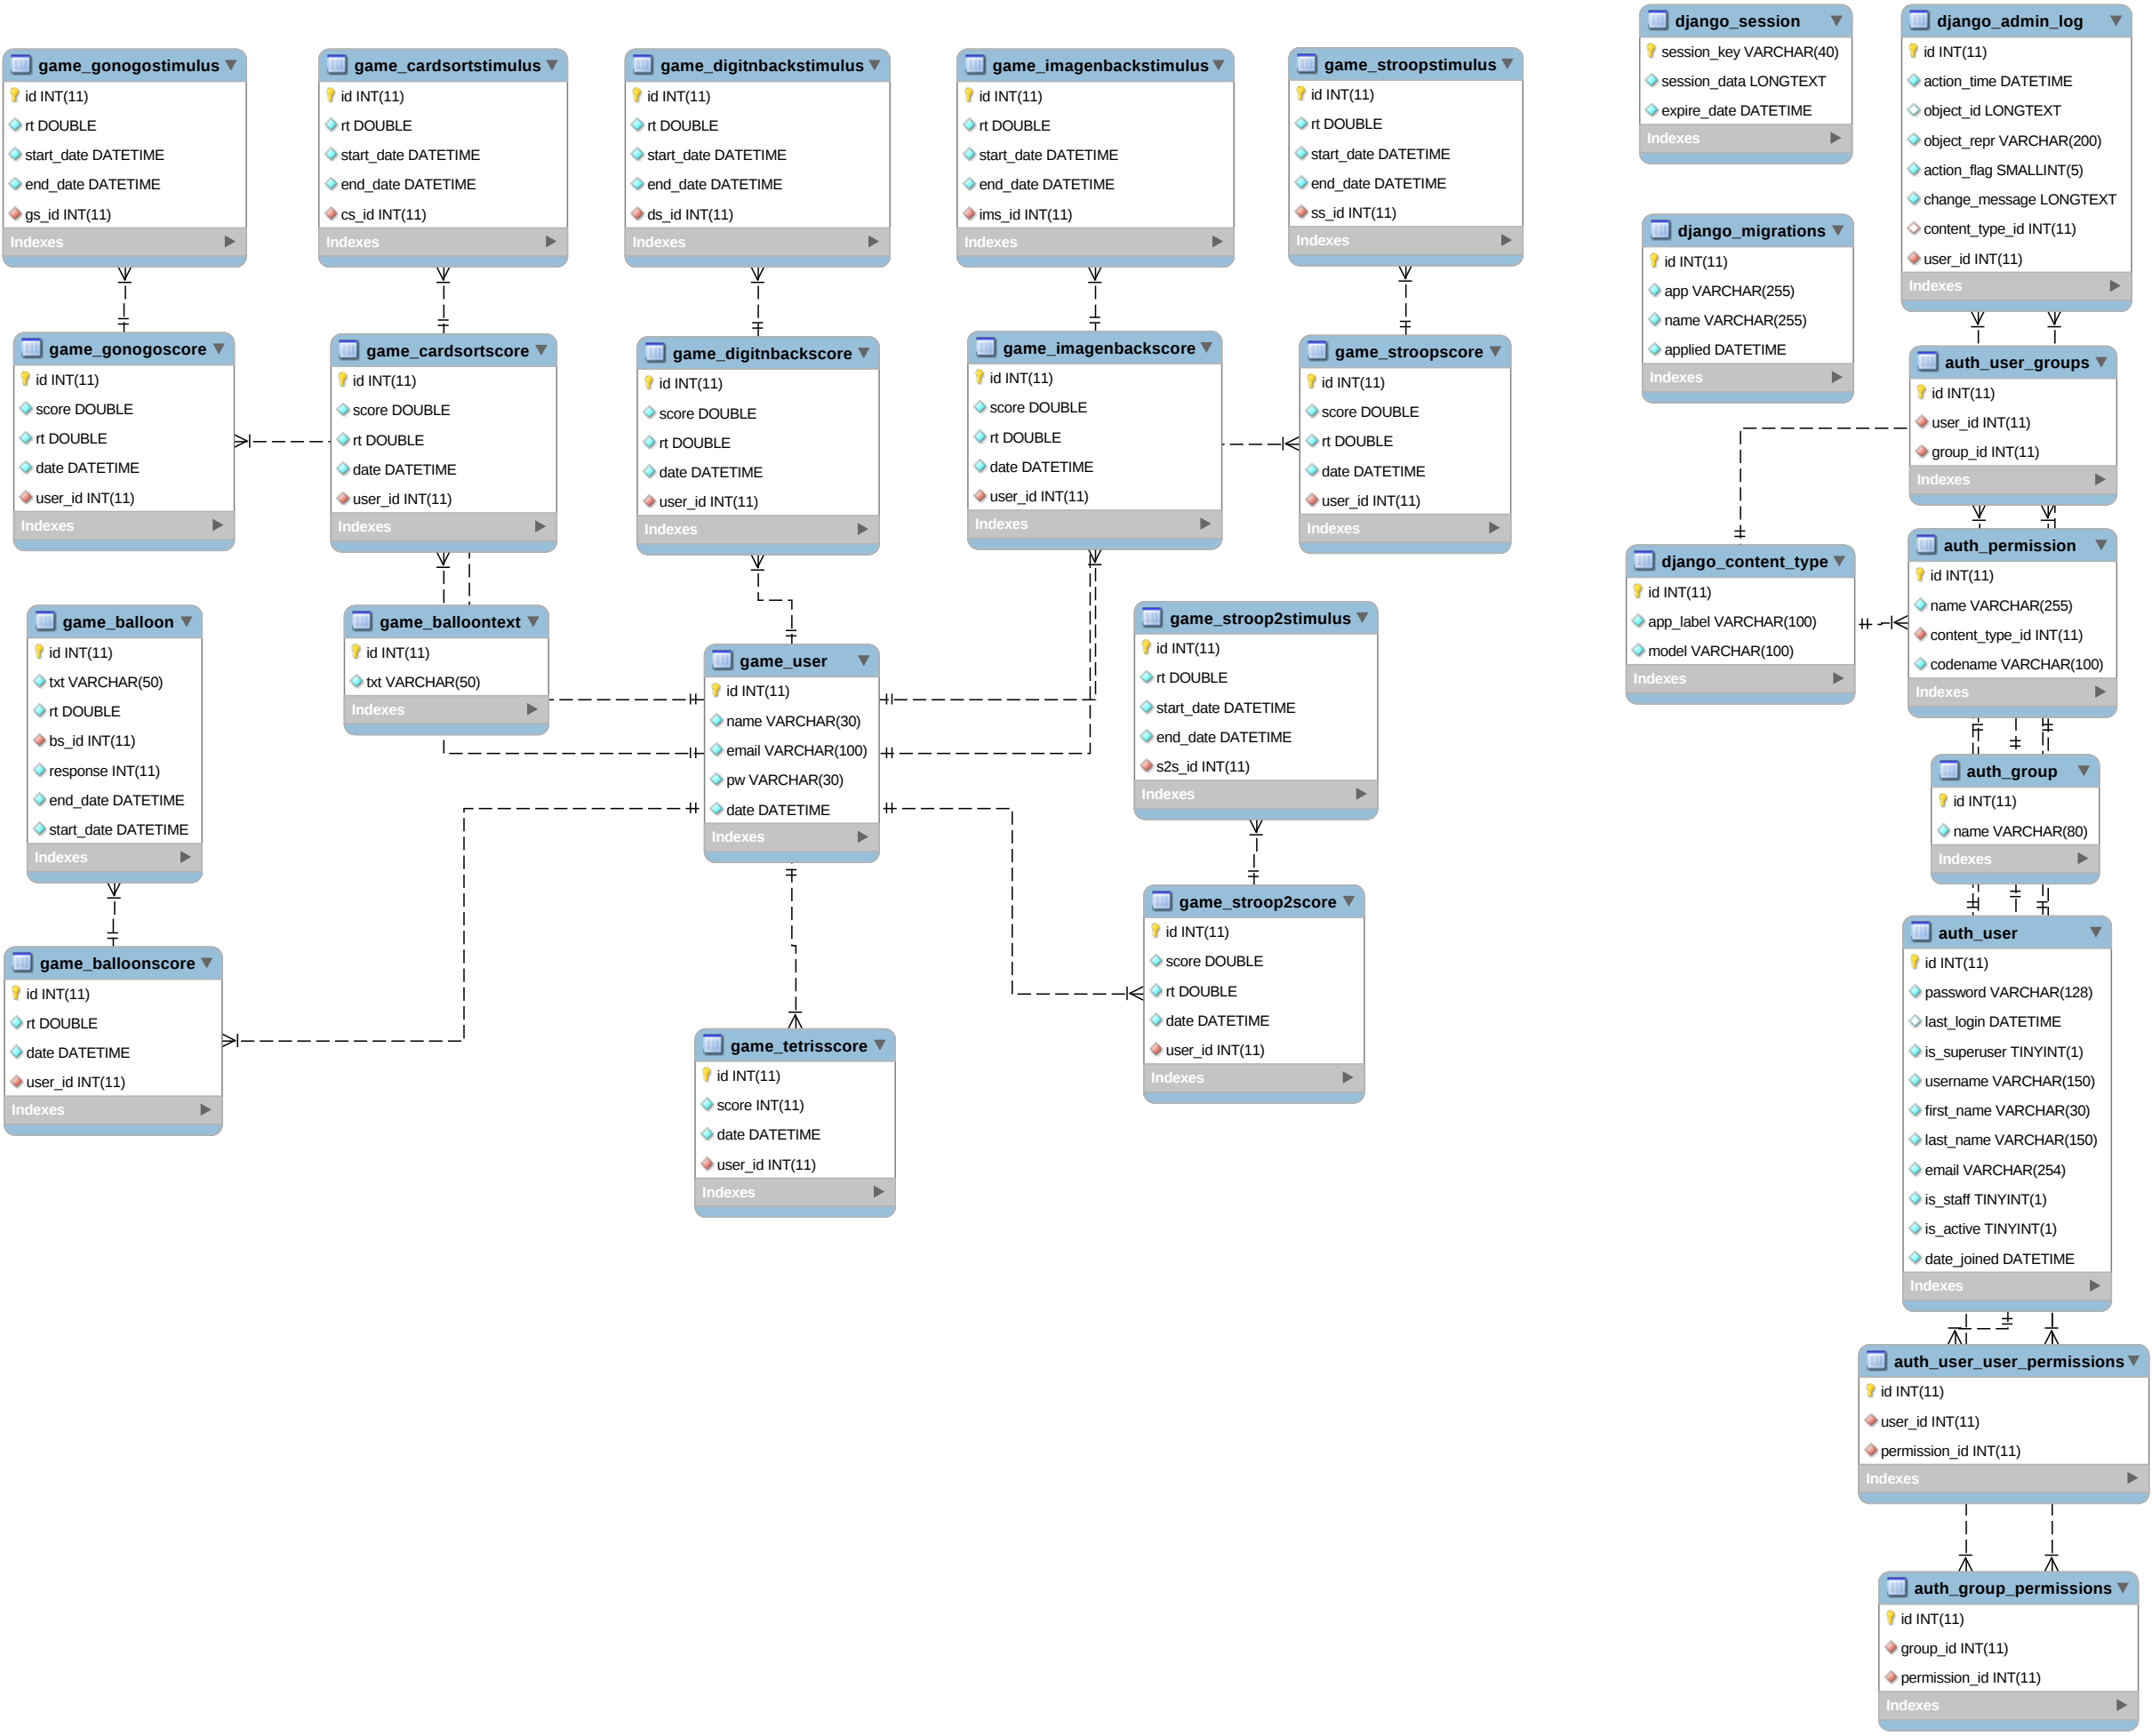 game_gonogostimulus
id INT(11)
rt DOUBLE
start_date DATETIME
end_date DATETIME
gs_id INT(11)
Indexes
game_cardsortstimulus
id INT(11)
rt DOUBLE
start_date DATETIME
end_date DATETIME
cs_id INT(11)
Indexes
game_digitnbackstimulus
id INT(11)
rt DOUBLE
start_date DATETIME
end_date DATETIME
ds_id INT(11)
Indexes
game_imagenbackstimulus
id INT(11)
rt DOUBLE
start_date DATETIME
end_date DATETIME
ims_id INT(11)
Indexes
game_stroopstimulus
id INT(11)
rt DOUBLE
start_date DATETIME
end_date DATETIME
ss_id INT(11)
Indexes
game_gonogoscore
id INT(11)
score DOUBLE
rt DOUBLE
date DATETIME
user_id INT(11)
Indexes
game_cardsortscore
id INT(11)
score DOUBLE
rt DOUBLE
date DATETIME
user_id INT(11)
Indexes
game_digitnbackscore
id INT(11)
score DOUBLE
rt DOUBLE
date DATETIME
user_id INT(11)
Indexes
game_imagenbackscore
id INT(11)
score DOUBLE
rt DOUBLE
date DATETIME
user_id INT(11)
Indexes
game_stroopscore
id INT(11)
score DOUBLE
rt DOUBLE
date DATETIME
user_id INT(11)
Indexes
game_balloon
id INT(11)
txt VARCHAR(50)
rt DOUBLE
bs_id INT(11)
response INT(11)
end_date DATETIME
start_date DATETIME
Indexes
game_balloontext
id INT(11)
txt VARCHAR(50)
Indexes
game_user
id INT(11)
name VARCHAR(30)
email VARCHAR(100)
pw VARCHAR(30)
date DATETIME
Indexes
game_stroop2stimulus
id INT(11)
rt DOUBLE
start_date DATETIME
end_date DATETIME
s2s_id INT(11)
Indexes
game_balloonscore
id INT(11)
rt DOUBLE
date DATETIME
user_id INT(11)
Indexes
game_tetrisscore
id INT(11)
score INT(11)
date DATETIME
user_id INT(11)
Indexes
game_stroop2score
id INT(11)
score DOUBLE
rt DOUBLE
date DATETIME
user_id INT(11)
Indexes
django_session
session_key VARCHAR(40)
session_data LONGTEXT
expire_date DATETIME
Indexes
django_migrations
id INT(11)
app VARCHAR(255)
name VARCHAR(255)
applied DATETIME
Indexes
django_content_type
id INT(11)
app_label VARCHAR(100)
model VARCHAR(100)
Indexes
django_admin_log
id INT(11)
action_time DATETIME
object_id LONGTEXT
object_repr VARCHAR(200)
action_flag SMALLINT(5)
change_message LONGTEXT
content_type_id INT(11)
user_id INT(11)
Indexes
auth_user_groups
id INT(11)
user_id INT(11)
group_id INT(11)
Indexes
auth_permission
id INT(11)
name VARCHAR(255)
content_type_id INT(11)
codename VARCHAR(100)
Indexes
auth_group
id INT(11)
name VARCHAR(80)
Indexes
auth_user
id INT(11)
password VARCHAR(128)
last_login DATETIME
is_superuser TINYINT(1)
username VARCHAR(150)
first_name VARCHAR(30)
last_name VARCHAR(150)
email VARCHAR(254)
is_staff TINYINT(1)
is_active TINYINT(1)
date_joined DATETIME
Indexes
auth_user_user_permissions
id INT(11)
user_id INT(11)
permission_id INT(11)
Indexes
auth_group_permissions
id INT(11)
group_id INT(11)
permission_id INT(11)
Indexes